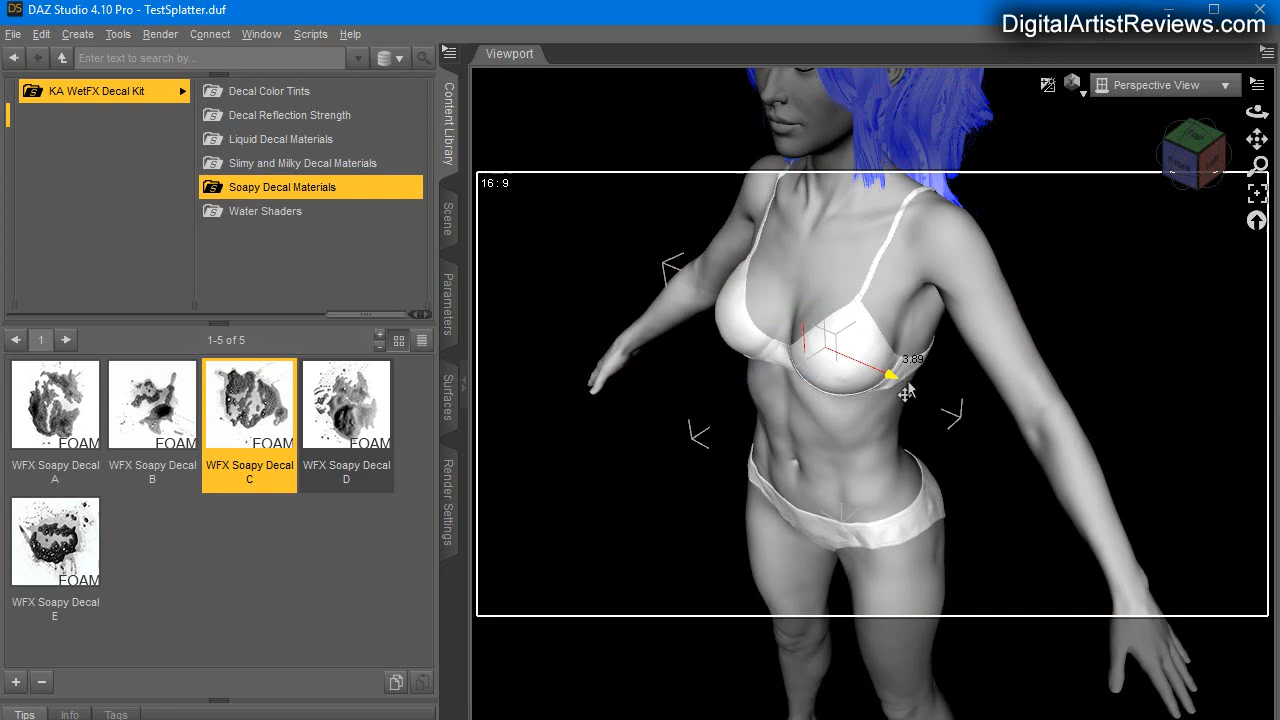 DAZ Studio 4.10 Pro - TestSplatter.duf
DigitalArtistReviews.com
File Edit Create Tools Render Connect Window Scripts Help
Enter text to search by...
Viewport
KA WetFX Decal Kit
Decal Color Tints
Decal Reflection Strength
Liquid Decal Materials
Slimy and Milky Decal Materials
Soapy Decal Materials
Water Shaders
Content Library
Scene
Parameters
Surfaces
Render Settings
Perspective View
16 : 9
3.89
1
1-5 of 5
FOAM
WFX Soapy Decal
A
FOAM
WFX Soapy Decal
B
FOAM
WFX Soapy Decal
C
FOAM
WFX Soapy Decal
D
FOAM
WFX Soapy Decal
E
Tips Info Tags